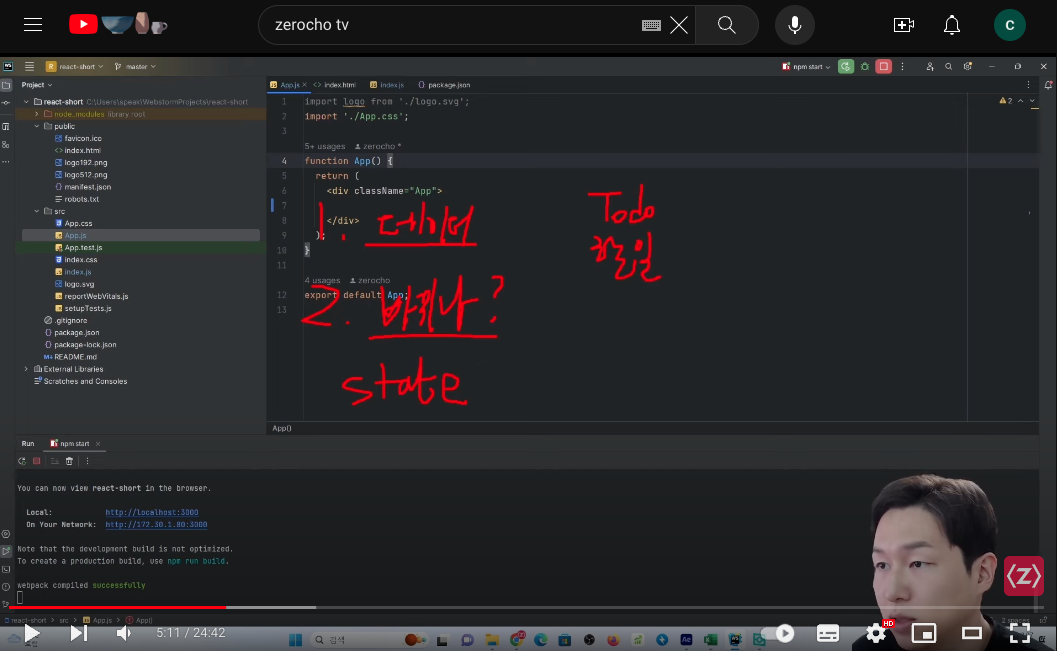 zerocho tv
C
WS
R react-short
master
npm start
Project
App.js
index.html
index.js
package.json
react-short C:\Users\speak\WebstormProjects\react-short
node_modules library root
public
favicon.ico
index.html
logo192.png
logo512.png
manifest.json
robots.txt
src
App.css
App.js
App.test.js
index.css
index.js
logo.svg
reportWebVitals.js
setupTests.js
.gitignore
package.json
package-lock.json
README.md
External Libraries
Scratches and Consoles
1 import logo from './logo.svg';
2 import './App.css';
3
5+ usages zerocho *
4 function App() {
5 return (
6 <div className="App">
7
8 </div>
9 );
10 }
11
4 usages zerocho
12 export default App;
13
2
1. 데이터
2. 바뀌나?
state
Todo
할일
App()
Run npm start
You can now view react-short in the browser.
Local: http://localhost:3000
On Your Network: http://172.30.1.80:3000
Note that the development build is not optimized.
To create a production build, use npm run build.
webpack compiled successfully
react-short > src > App.js > App()
2 spaces
5:11 / 24:42
검색
HD
Z